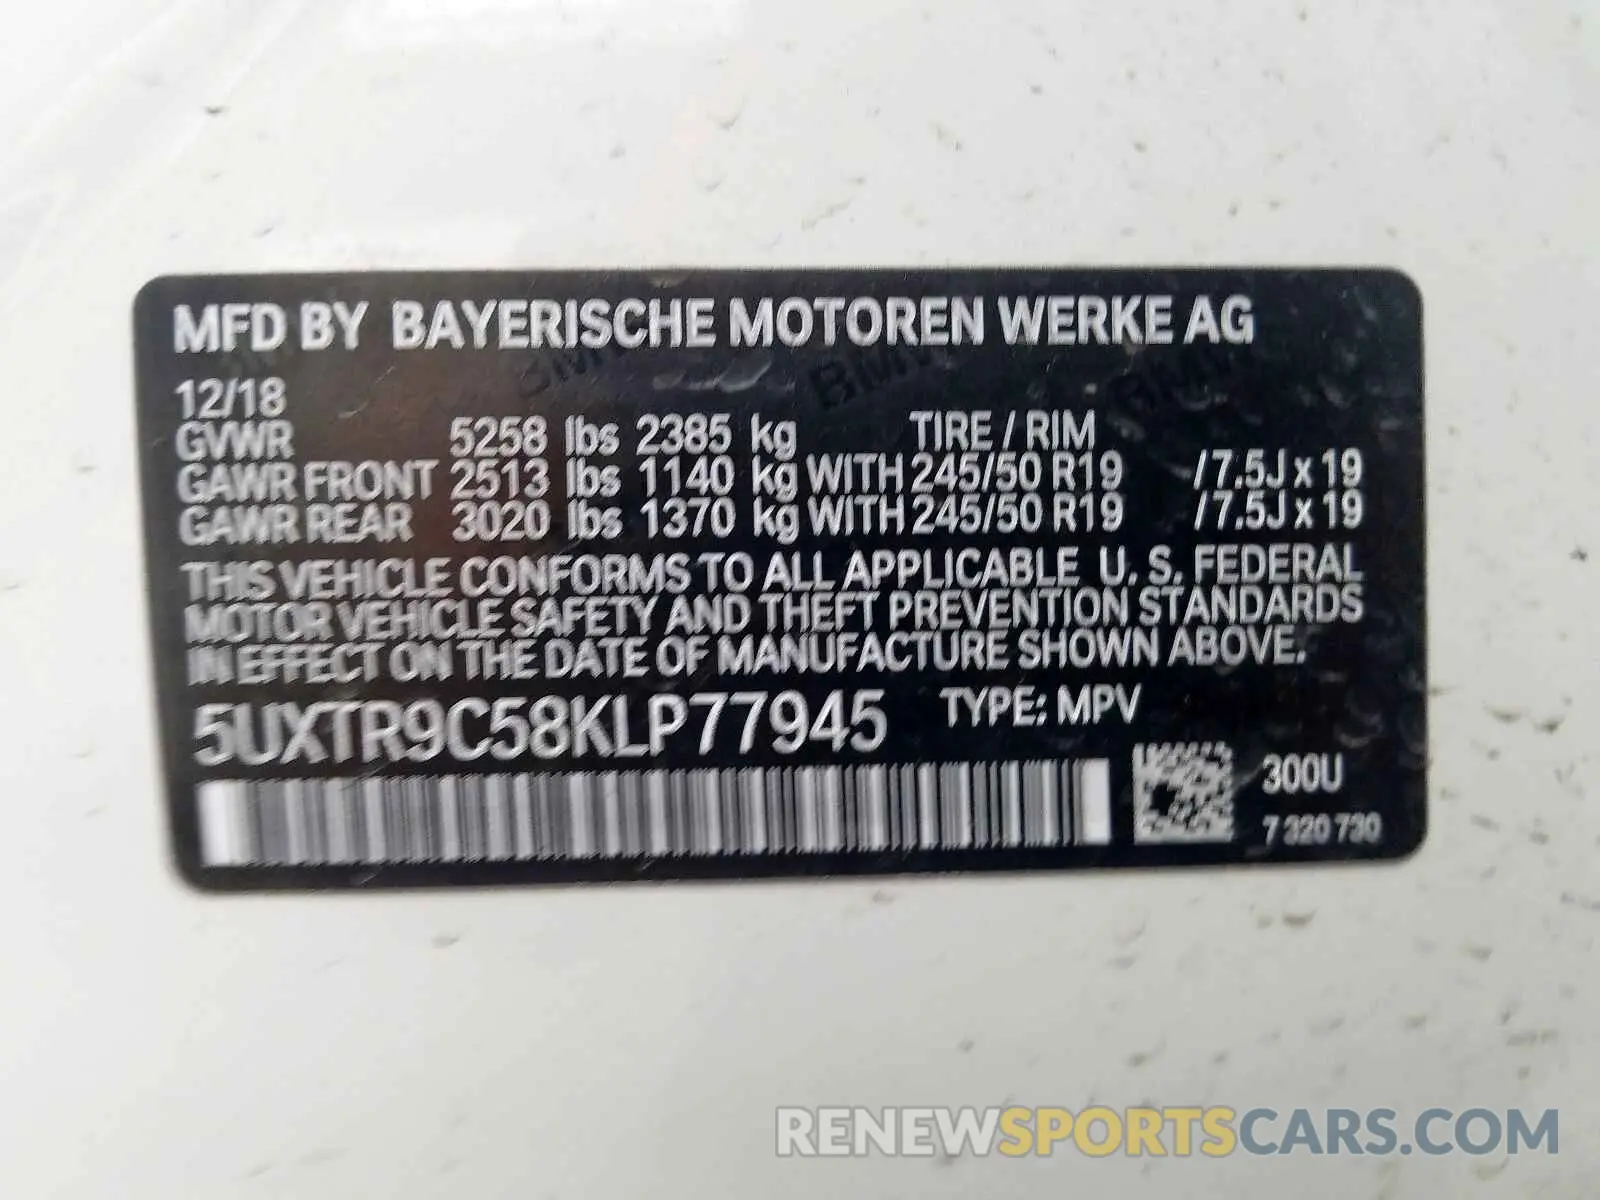 MFD BY BAYERISCHE MOTOREN WERKE AG
12/18
GVWR 5258 lbs 2385 kg TIRE / RIM
GAWR FRONT 2513 lbs 1140 kg WITH 245/50 R19 /7.5J x 19
GAWR REAR 3020 lbs 1370 kg WITH 245/50 R19 /7.5J x 19
THIS VEHICLE CONFORMS TO ALL APPLICABLE U. S. FEDERAL
MOTOR VEHICLE SAFETY AND THEFT PREVENTION STANDARDS
IN EFFECT ON THE DATE OF MANUFACTURE SHOWN ABOVE.
5UXTR9C58KLP77945 TYPE: MPV
300U
7 320 730
RENEWSPORTSCARS.COM